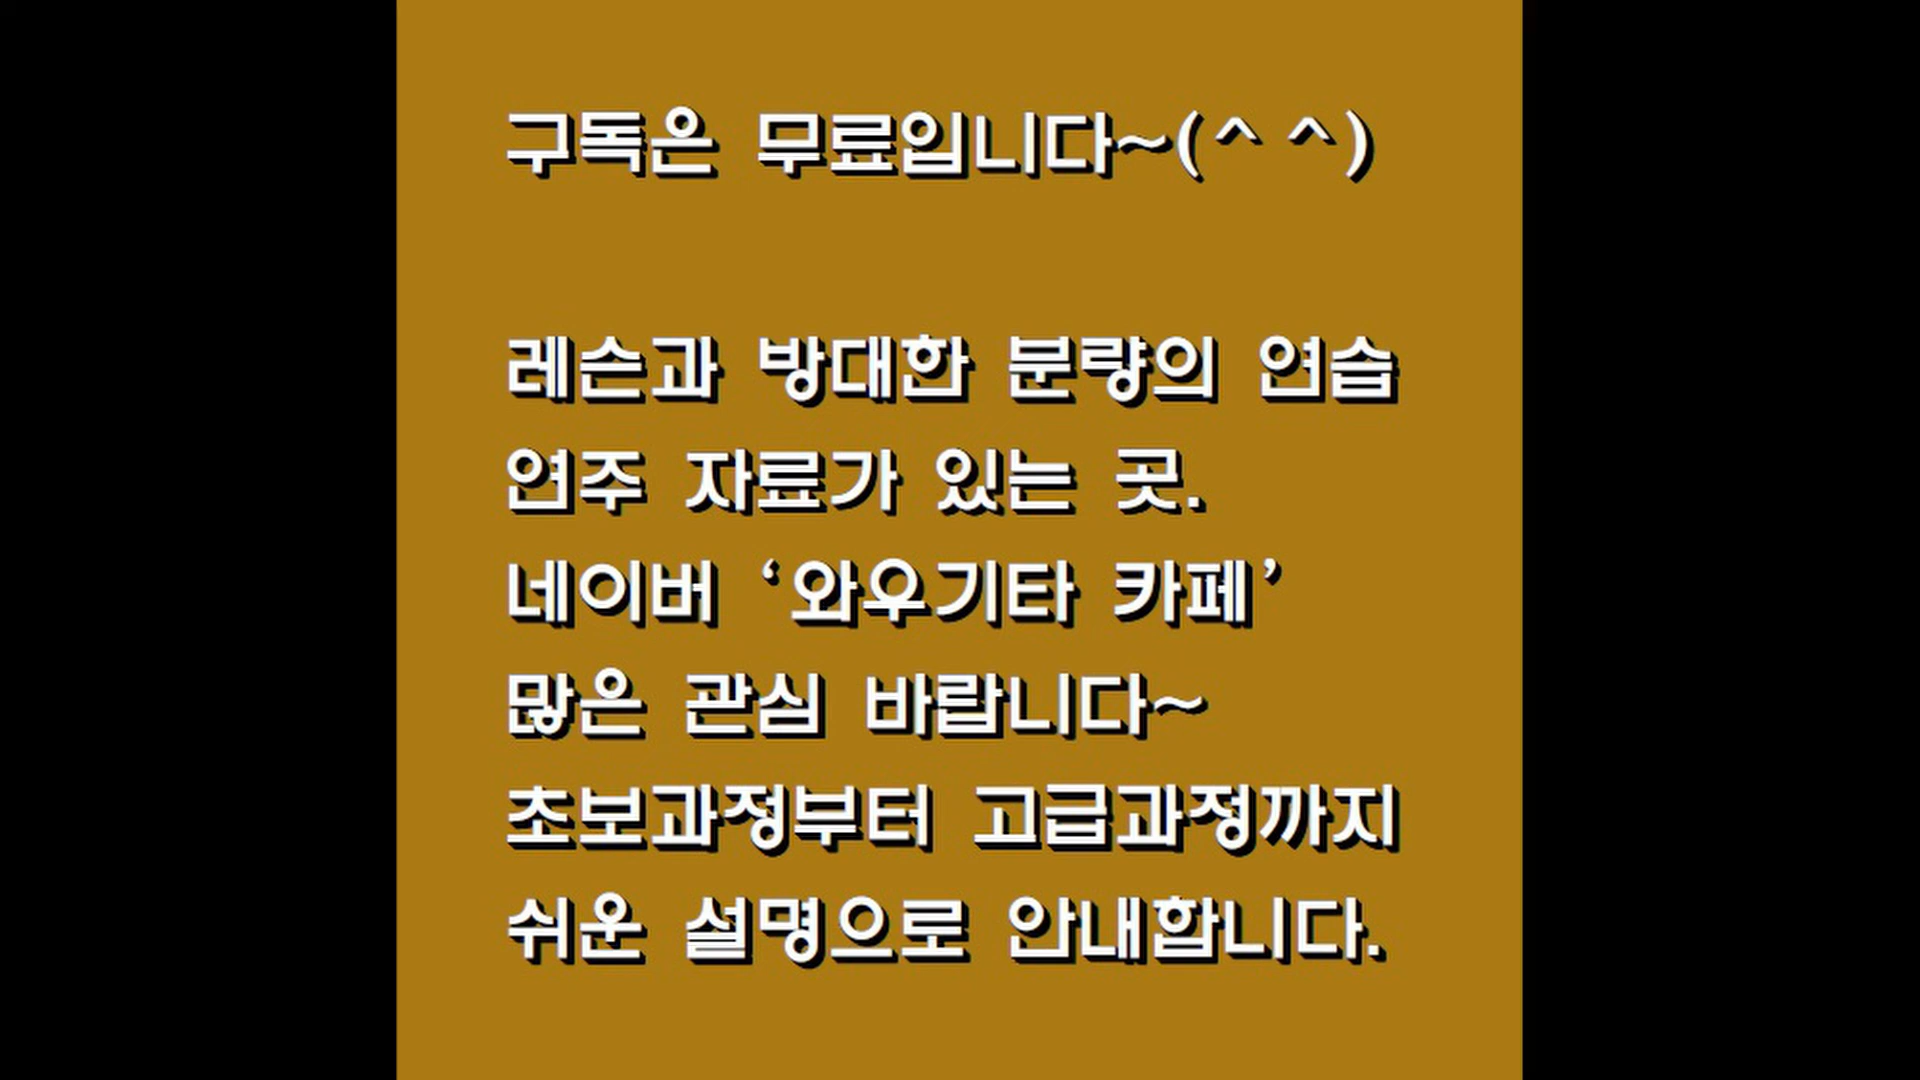 구독은 무료입니다~(^ ^)
레슨과 방대한 분량의 연습
연주 자료가 있는 곳.
네이버 ‘와우기타 카페’
많은 관심 바랍니다~
초보과정부터 고급과정까지
쉬운 설명으로 안내합니다.